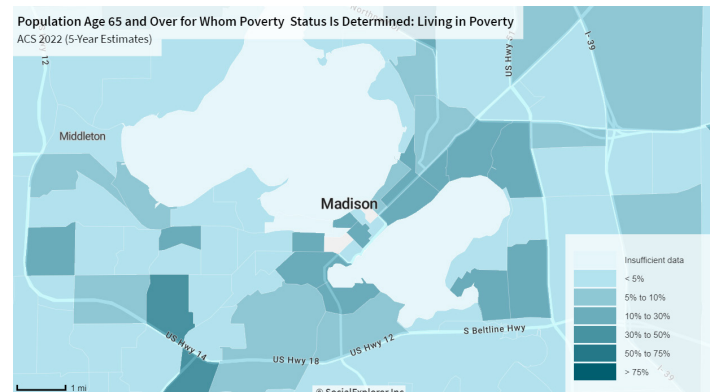 Population Age 65 and Over for Whom Poverty Status Is Determined: Living in Poverty
ACS 2022 (5-Year Estimates)
12
US Hwy
I-39
Middleton
Madison
US Hwy 14
US Hwy 18
US Hwy 12
S Beltline Hwy
Insufficient data
< 5%
5% to 10%
10% to 30%
30% to 50%
50% to 75%
> 75%
I-39
1 mi
© SocialExplorer Inc